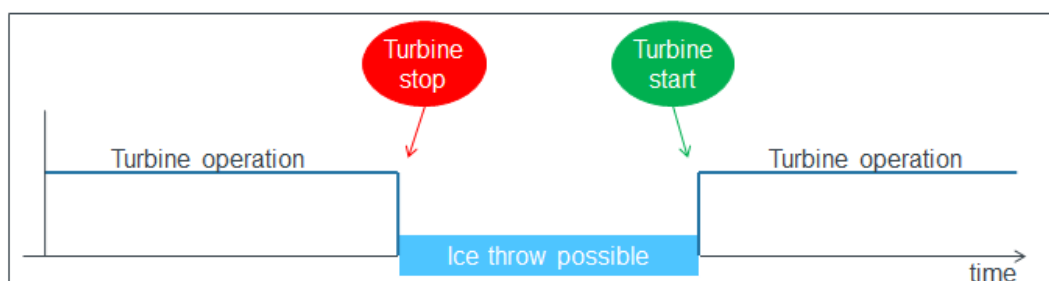 Turbine
stop
Turbine
start
Turbine operation
Turbine operation
Ice throw possible
time